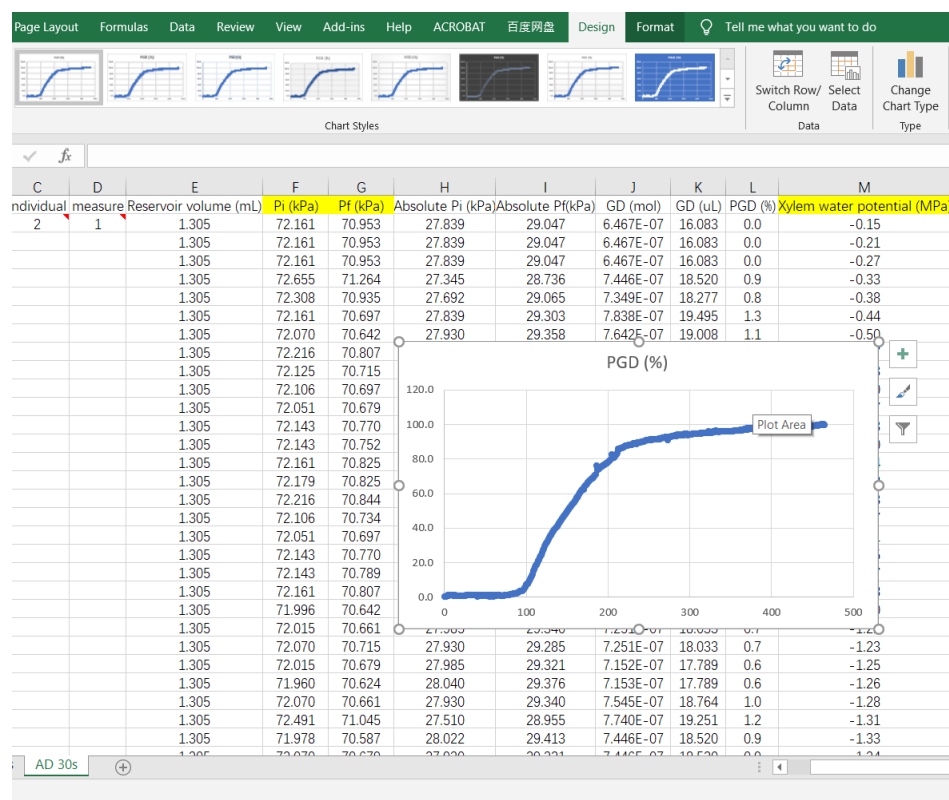 Page Layout Formulas Data Review View Add-ins Help ACROBAT 百度网盘 Design Format Tell me what you want to do
Switch Row/ Column Select Data Change Chart Type
Chart Styles Data Type
fx
C D E F G H I J K L M
ndividual measure Reservoir volume (mL) Pi (kPa) Pf (kPa) Absolute Pi (kPa) Absolute Pf(kPa) GD (mol) GD (uL) PGD (%) Xylem water potential (MPa
2 1 1.305 72.161 70.953 27.839 29.047 6.467E-07 16.083 0.0 -0.15
1.305 72.161 70.953 27.839 29.047 6.467E-07 16.083 0.0 -0.21
1.305 72.161 70.953 27.839 29.047 6.467E-07 16.083 0.0 -0.27
1.305 72.655 71.264 27.345 28.736 7.446E-07 18.520 0.9 -0.33
1.305 72.308 70.935 27.692 29.065 7.349E-07 18.277 0.8 -0.38
1.305 72.161 70.697 27.839 29.303 7.838E-07 19.495 1.3 -0.44
1.305 72.070 70.642 27.930 29.358 7.642E-07 19.008 1.1 -0.50
1.305 72.216 70.807
1.305 72.125 70.715
1.305 72.106 70.697
1.305 72.051 70.679
1.305 72.143 70.770
1.305 72.143 70.752
1.305 72.161 70.825
1.305 72.179 70.825
1.305 72.216 70.844
1.305 72.106 70.734
1.305 72.051 70.697
1.305 72.143 70.770
1.305 72.143 70.789
1.305 72.161 70.807
1.305 71.996 70.642
1.305 72.015 70.661
PGD (%)
120.0
100.0
Plot Area
80.0
60.0
40.0
20.0
0.0
0 100 200 300 400 500
1.305 72.070 70.715 27.930 29.285 7.251E-07 18.033 0.7 -1.23
1.305 72.015 70.679 27.985 29.321 7.152E-07 17.789 0.6 -1.25
1.305 71.960 70.624 28.040 29.376 7.153E-07 17.789 0.6 -1.26
1.305 72.070 70.661 27.930 29.340 7.545E-07 18.764 1.0 -1.28
1.305 72.491 71.045 27.510 28.955 7.740E-07 19.251 1.2 -1.31
1.305 71.978 70.587 28.022 29.413 7.446E-07 18.520 0.9 -1.33
AD 30s